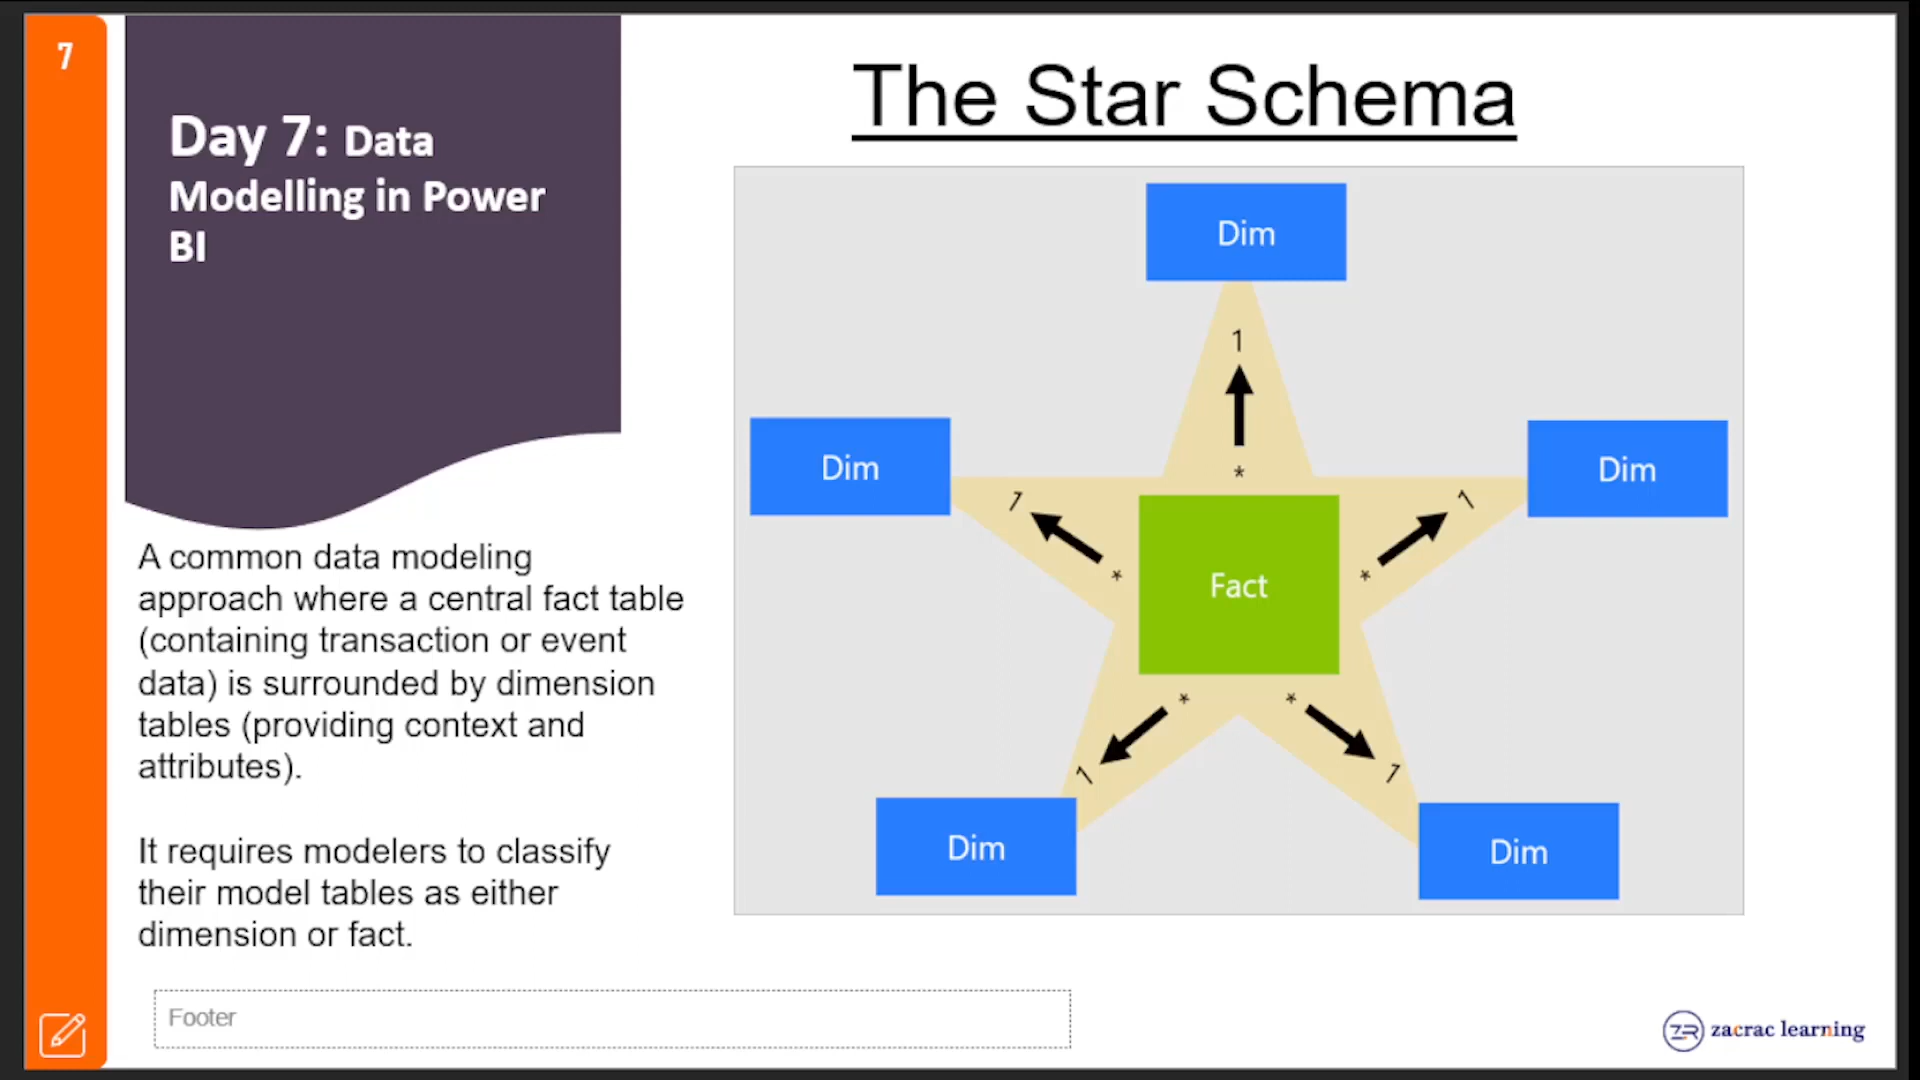 7
Day 7: Data
Modelling in Power
BI
The Star Schema
A common data modeling
approach where a central fact table
(containing transaction or event
data) is surrounded by dimension
tables (providing context and
attributes).
It requires modelers to classify
their model tables as either
dimension or fact.
Dim
1
*
Dim
1
*
Dim
1
*
Fact
*
1
Dim
*
1
Dim
Footer
ZR zacrac learning